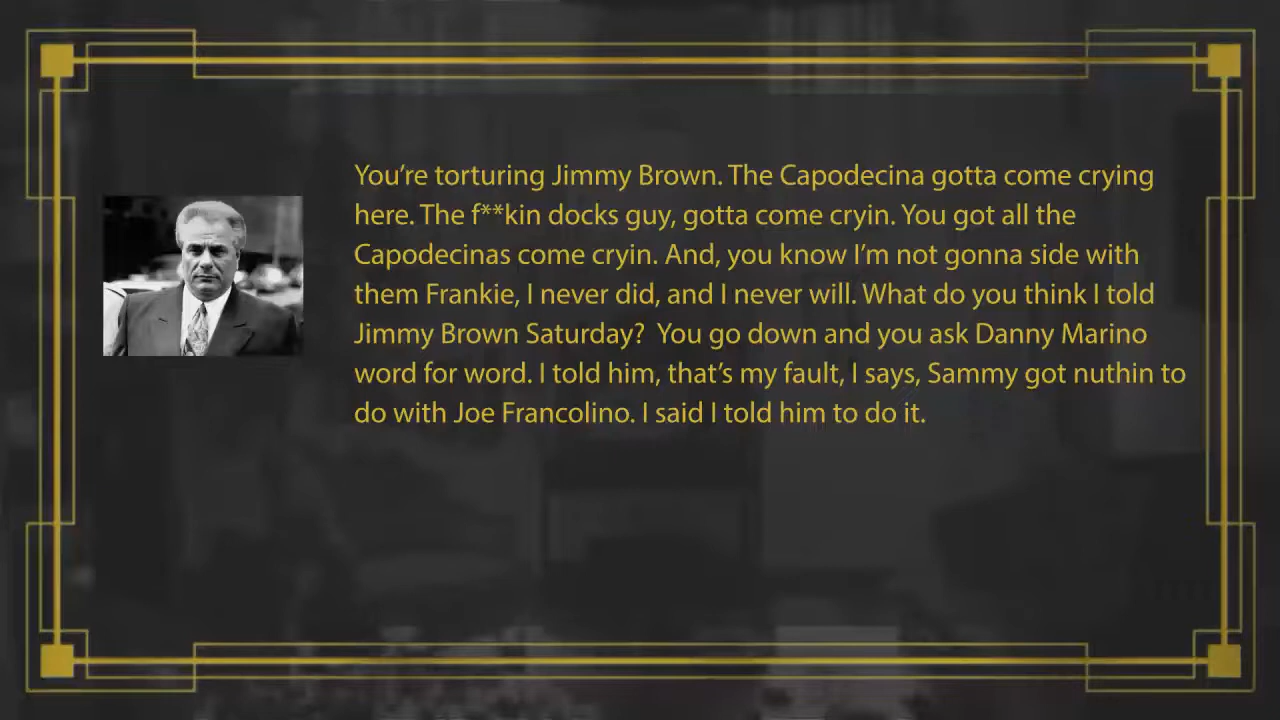 You're torturing Jimmy Brown. The Capodecina gotta come crying
here. The f**kin docks guy, gotta come cryin. You got all the
Capodecinas come cryin. And, you know I'm not gonna side with
them Frankie, I never did, and I never will. What do you think I told
Jimmy Brown Saturday?  You go down and you ask Danny Marino
word for word. I told him, that's my fault, I says, Sammy got nuthin to
do with Joe Francolino. I said I told him to do it.